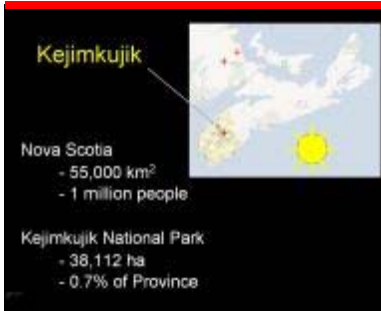 Kejimkujik
Nova Scotia
- 55,000 km²
- 1 million people
Kejimkujik National Park
- 38,112 ha
- 0.7% of Province